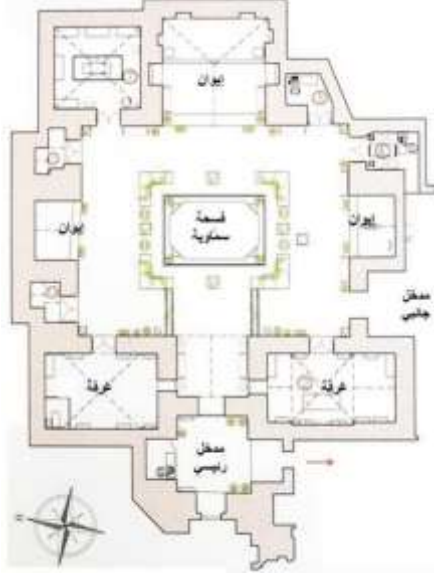 إيوان
فسحة
سماوية
إيوان
إيوان
مدخل
جانبي
غرفة
غرفة
مدخل
رئيسي